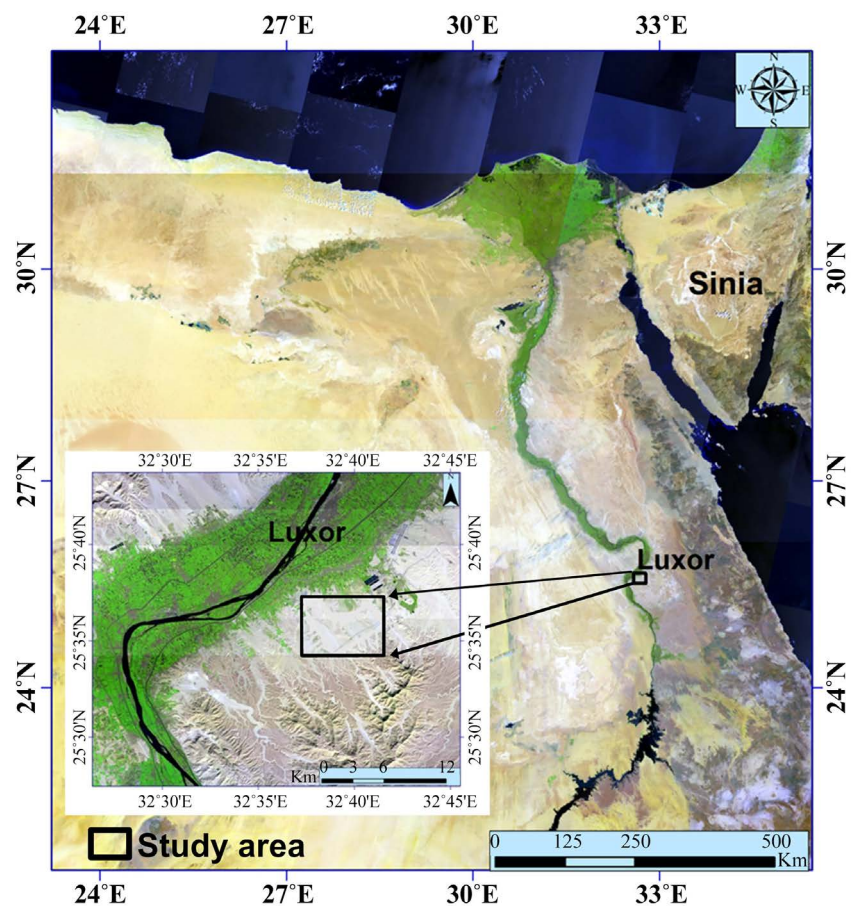 24°E 27°E 30°E 33°E
N
W E
S
30°N 30°N
Sinia
27°N 27°N
32°30'E 32°35'E 32°40'E 32°45'E
Luxor
25°40'N 25°40'N
Luxor
25°35'N 25°35'N
24°N 24°N
25°30'N 25°30'N
Km 0 3 6 12
32°30'E 32°35'E 32°40'E 32°45'E
Study area
0 125 250 500
Km
24°E 27°E 30°E 33°E